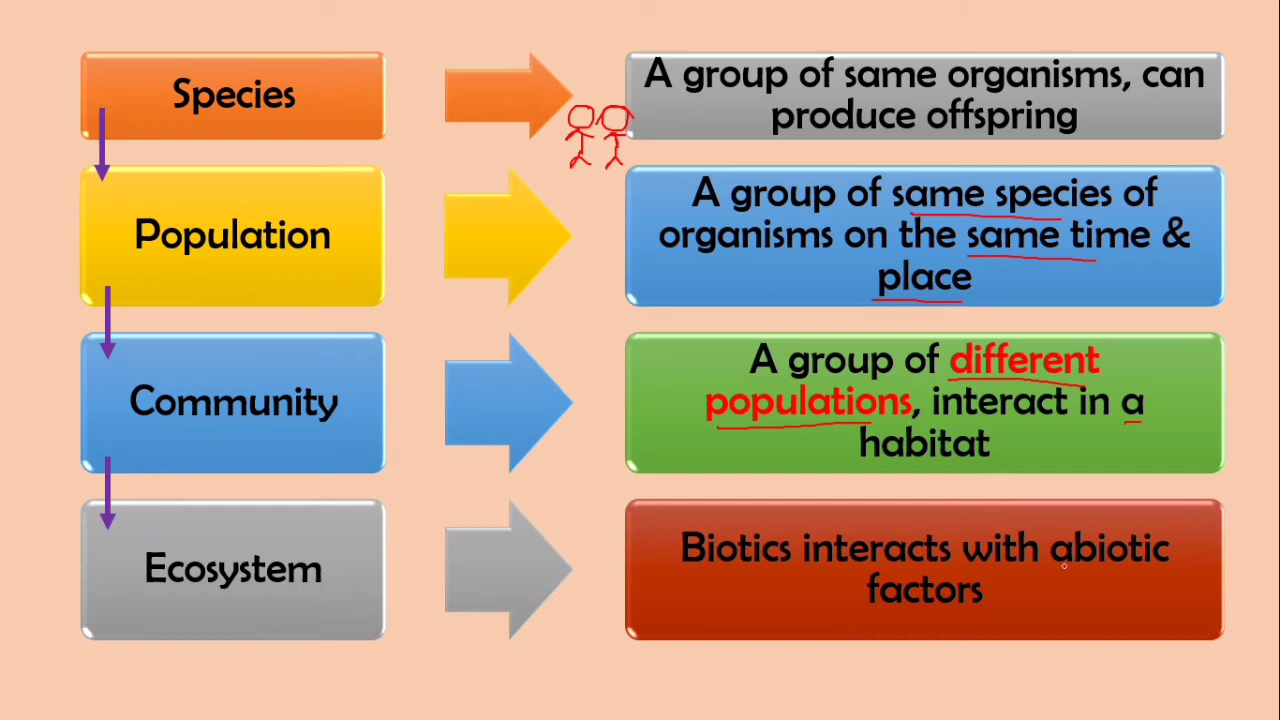 Species
A group of same organisms, can
produce offspring
Population
A group of same species of
organisms on the same time &
place
Community
A group of different
populations, interact in a
habitat
Ecosystem
Biotics interacts with abiotic
factors